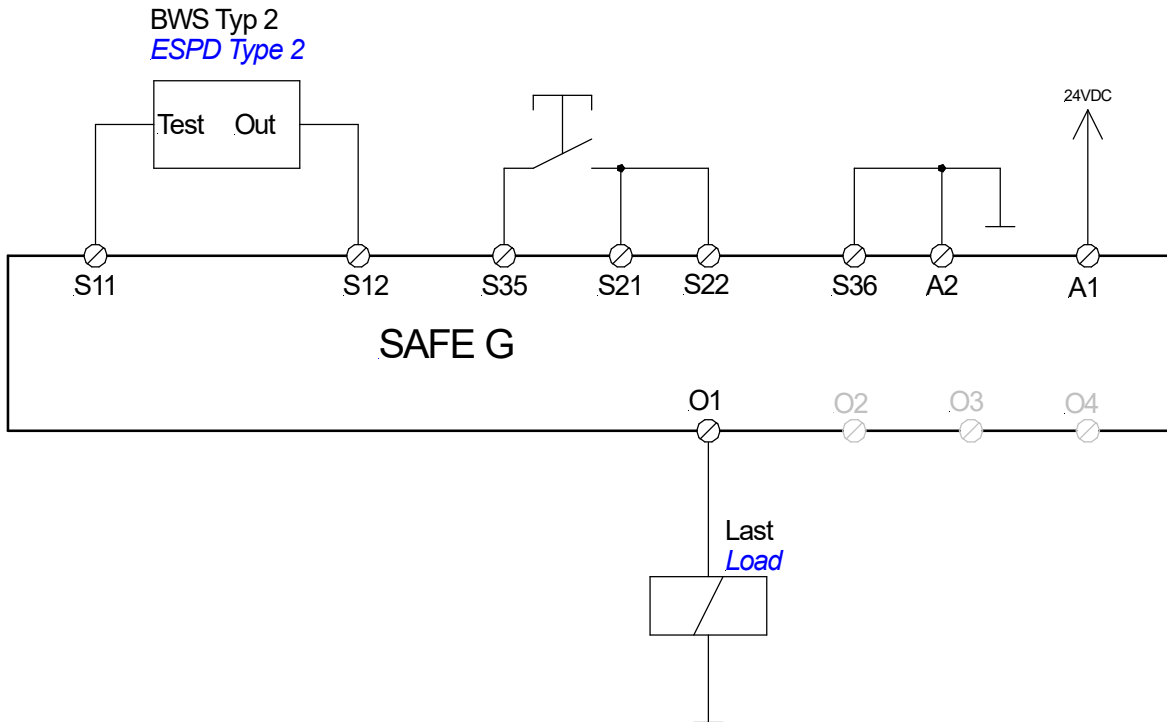 BWS Typ 2
ESPD Type 2
24VDC
Test Out
S11 S12 S35 S21 S22 S36 A2 A1
SAFE G
O1 O2 O3 O4
Last
Load